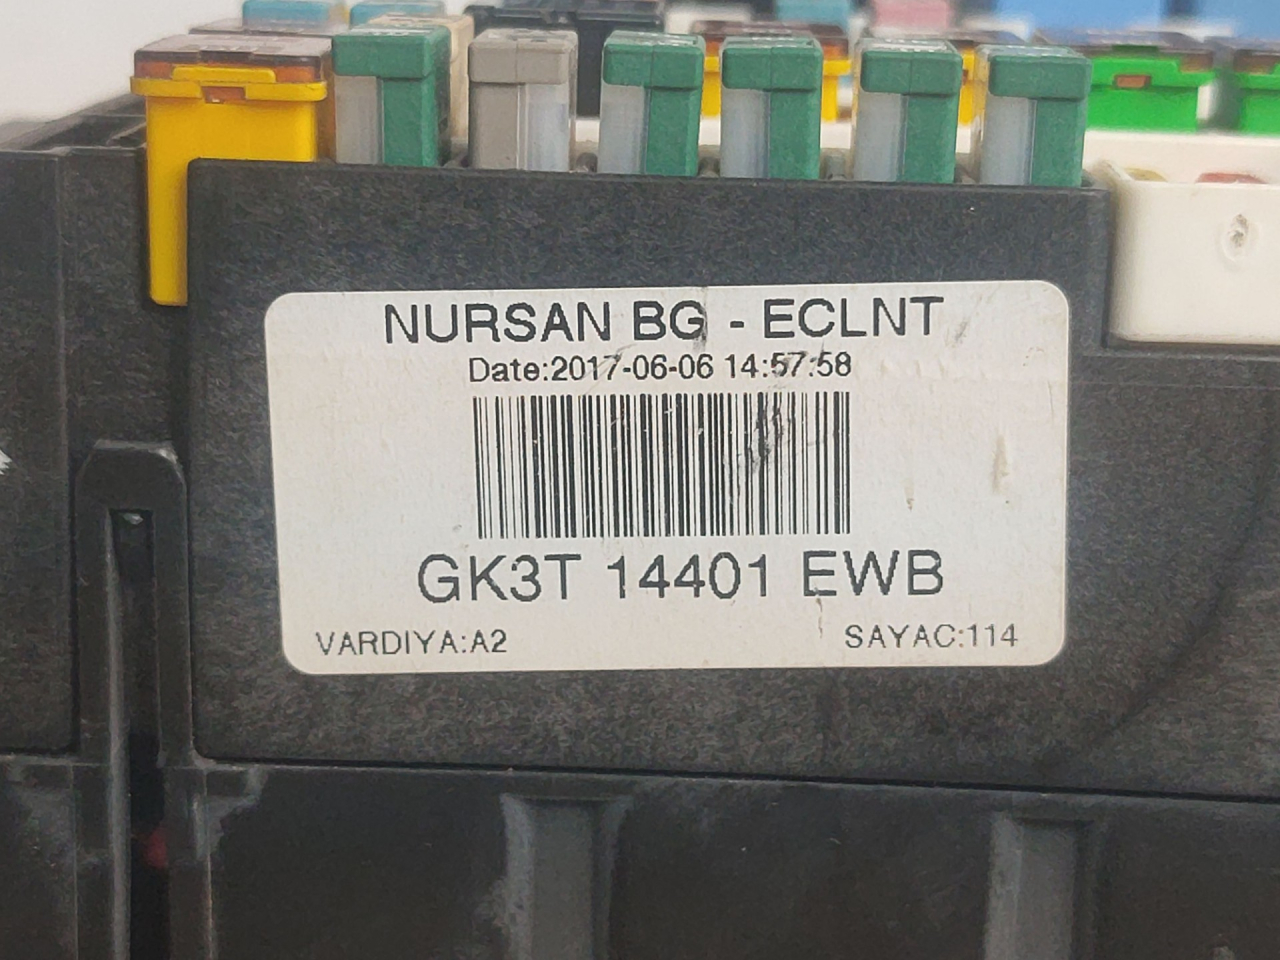 NURSAN BG - ECLNT
Date:2017-06-06 14:57:58
GK3T 14401 EWB
VARDIYA:A2
SAYAC:114